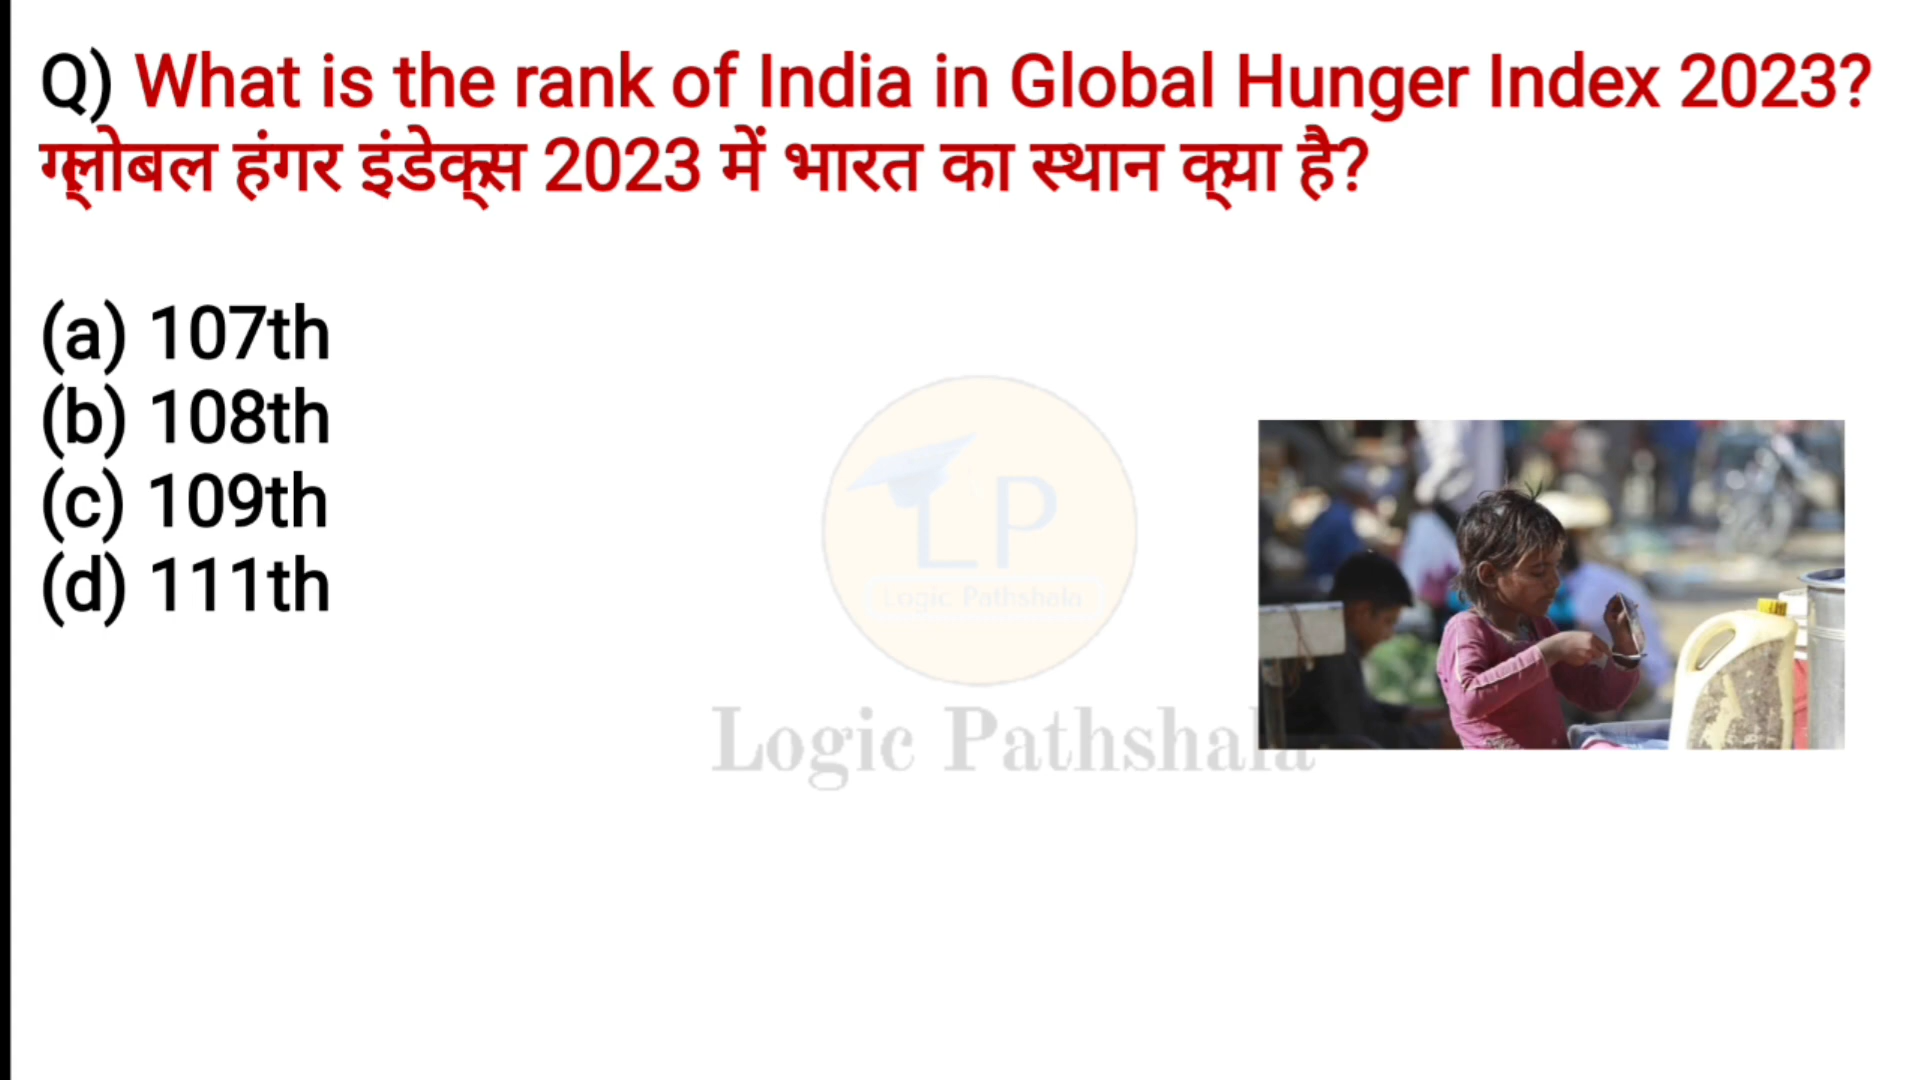 Q) What is the rank of India in Global Hunger Index 2023?
ग्लोबल हंगर इंडेक्स 2023 में भारत का स्थान क्या है?
(a) 107th
(b) 108th
(c) 109th
(d) 111th
LP
Logic Pathshala
Logic Pathshala